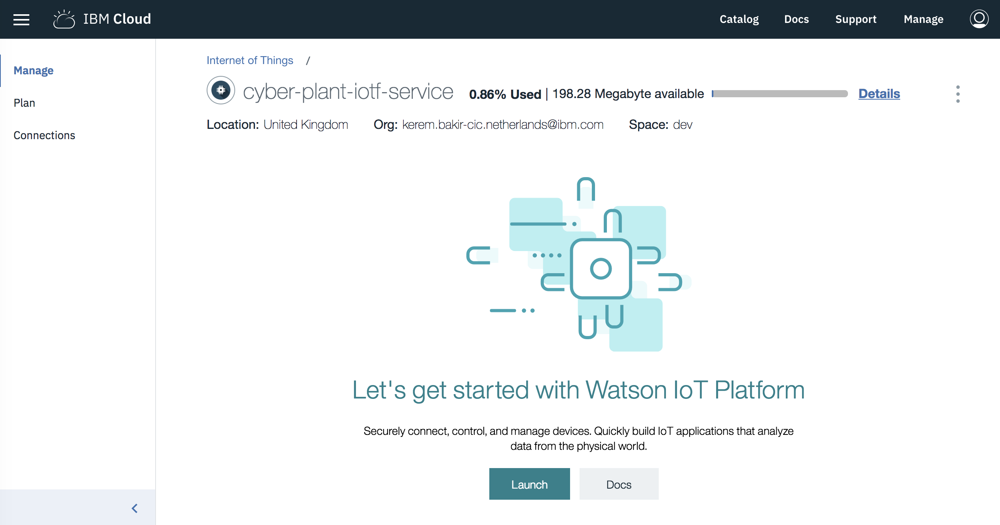 IBM Cloud
Catalog Docs Support Manage
Manage
Plan
Connections
Internet of Things /
cyber-plant-iotf-service 0.86% Used | 198.28 Megabyte available Details
Location: United Kingdom Org: kerem.bakir-cic.netherlands@ibm.com Space: dev
Let's get started with Watson IoT Platform
Securely connect, control, and manage devices. Quickly build IoT applications that analyze
data from the physical world.
Launch Docs